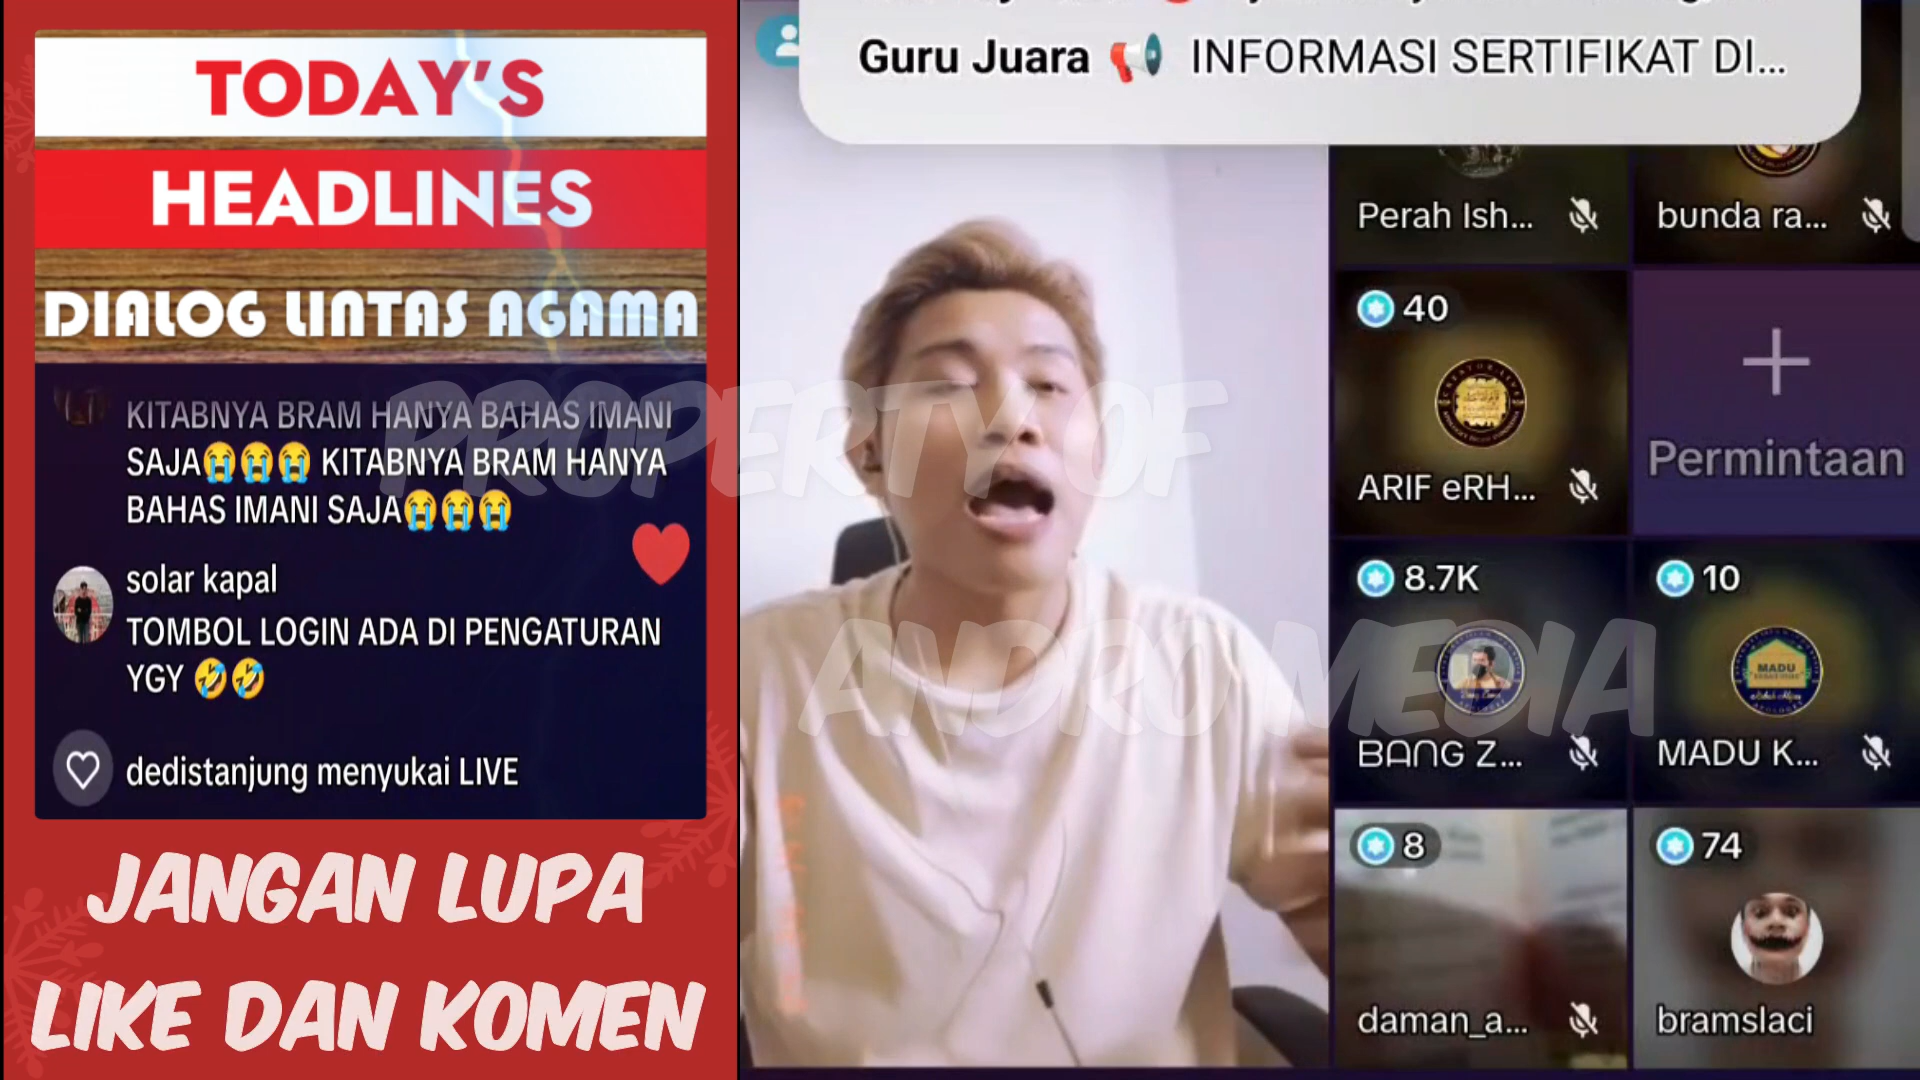 TODAY'S
HEADLINES
DIALOG LINTAS AGAMA
KITABNYA BRAM HANYA BAHAS IMANI
SAJA😭😭😭 KITABNYA BRAM HANYA
BAHAS IMANI SAJA😭😭😭
solar kapal
TOMBOL LOGIN ADA DI PENGATURAN
YGY 🤣🤣
dedistanjung menyukai LIVE
JANGAN LUPA
LIKE DAN KOMEN
Guru Juara 📢 INFORMASI SERTIFIKAT DI...
Perah Ish...
bunda ra...
40
ARIF eRH...
Permintaan
8.7K
BANG Z...
10
MADU
MADU K...
8
daman_a...
74
bramslaci
PROPERTY OF
ANDRO MEDIA